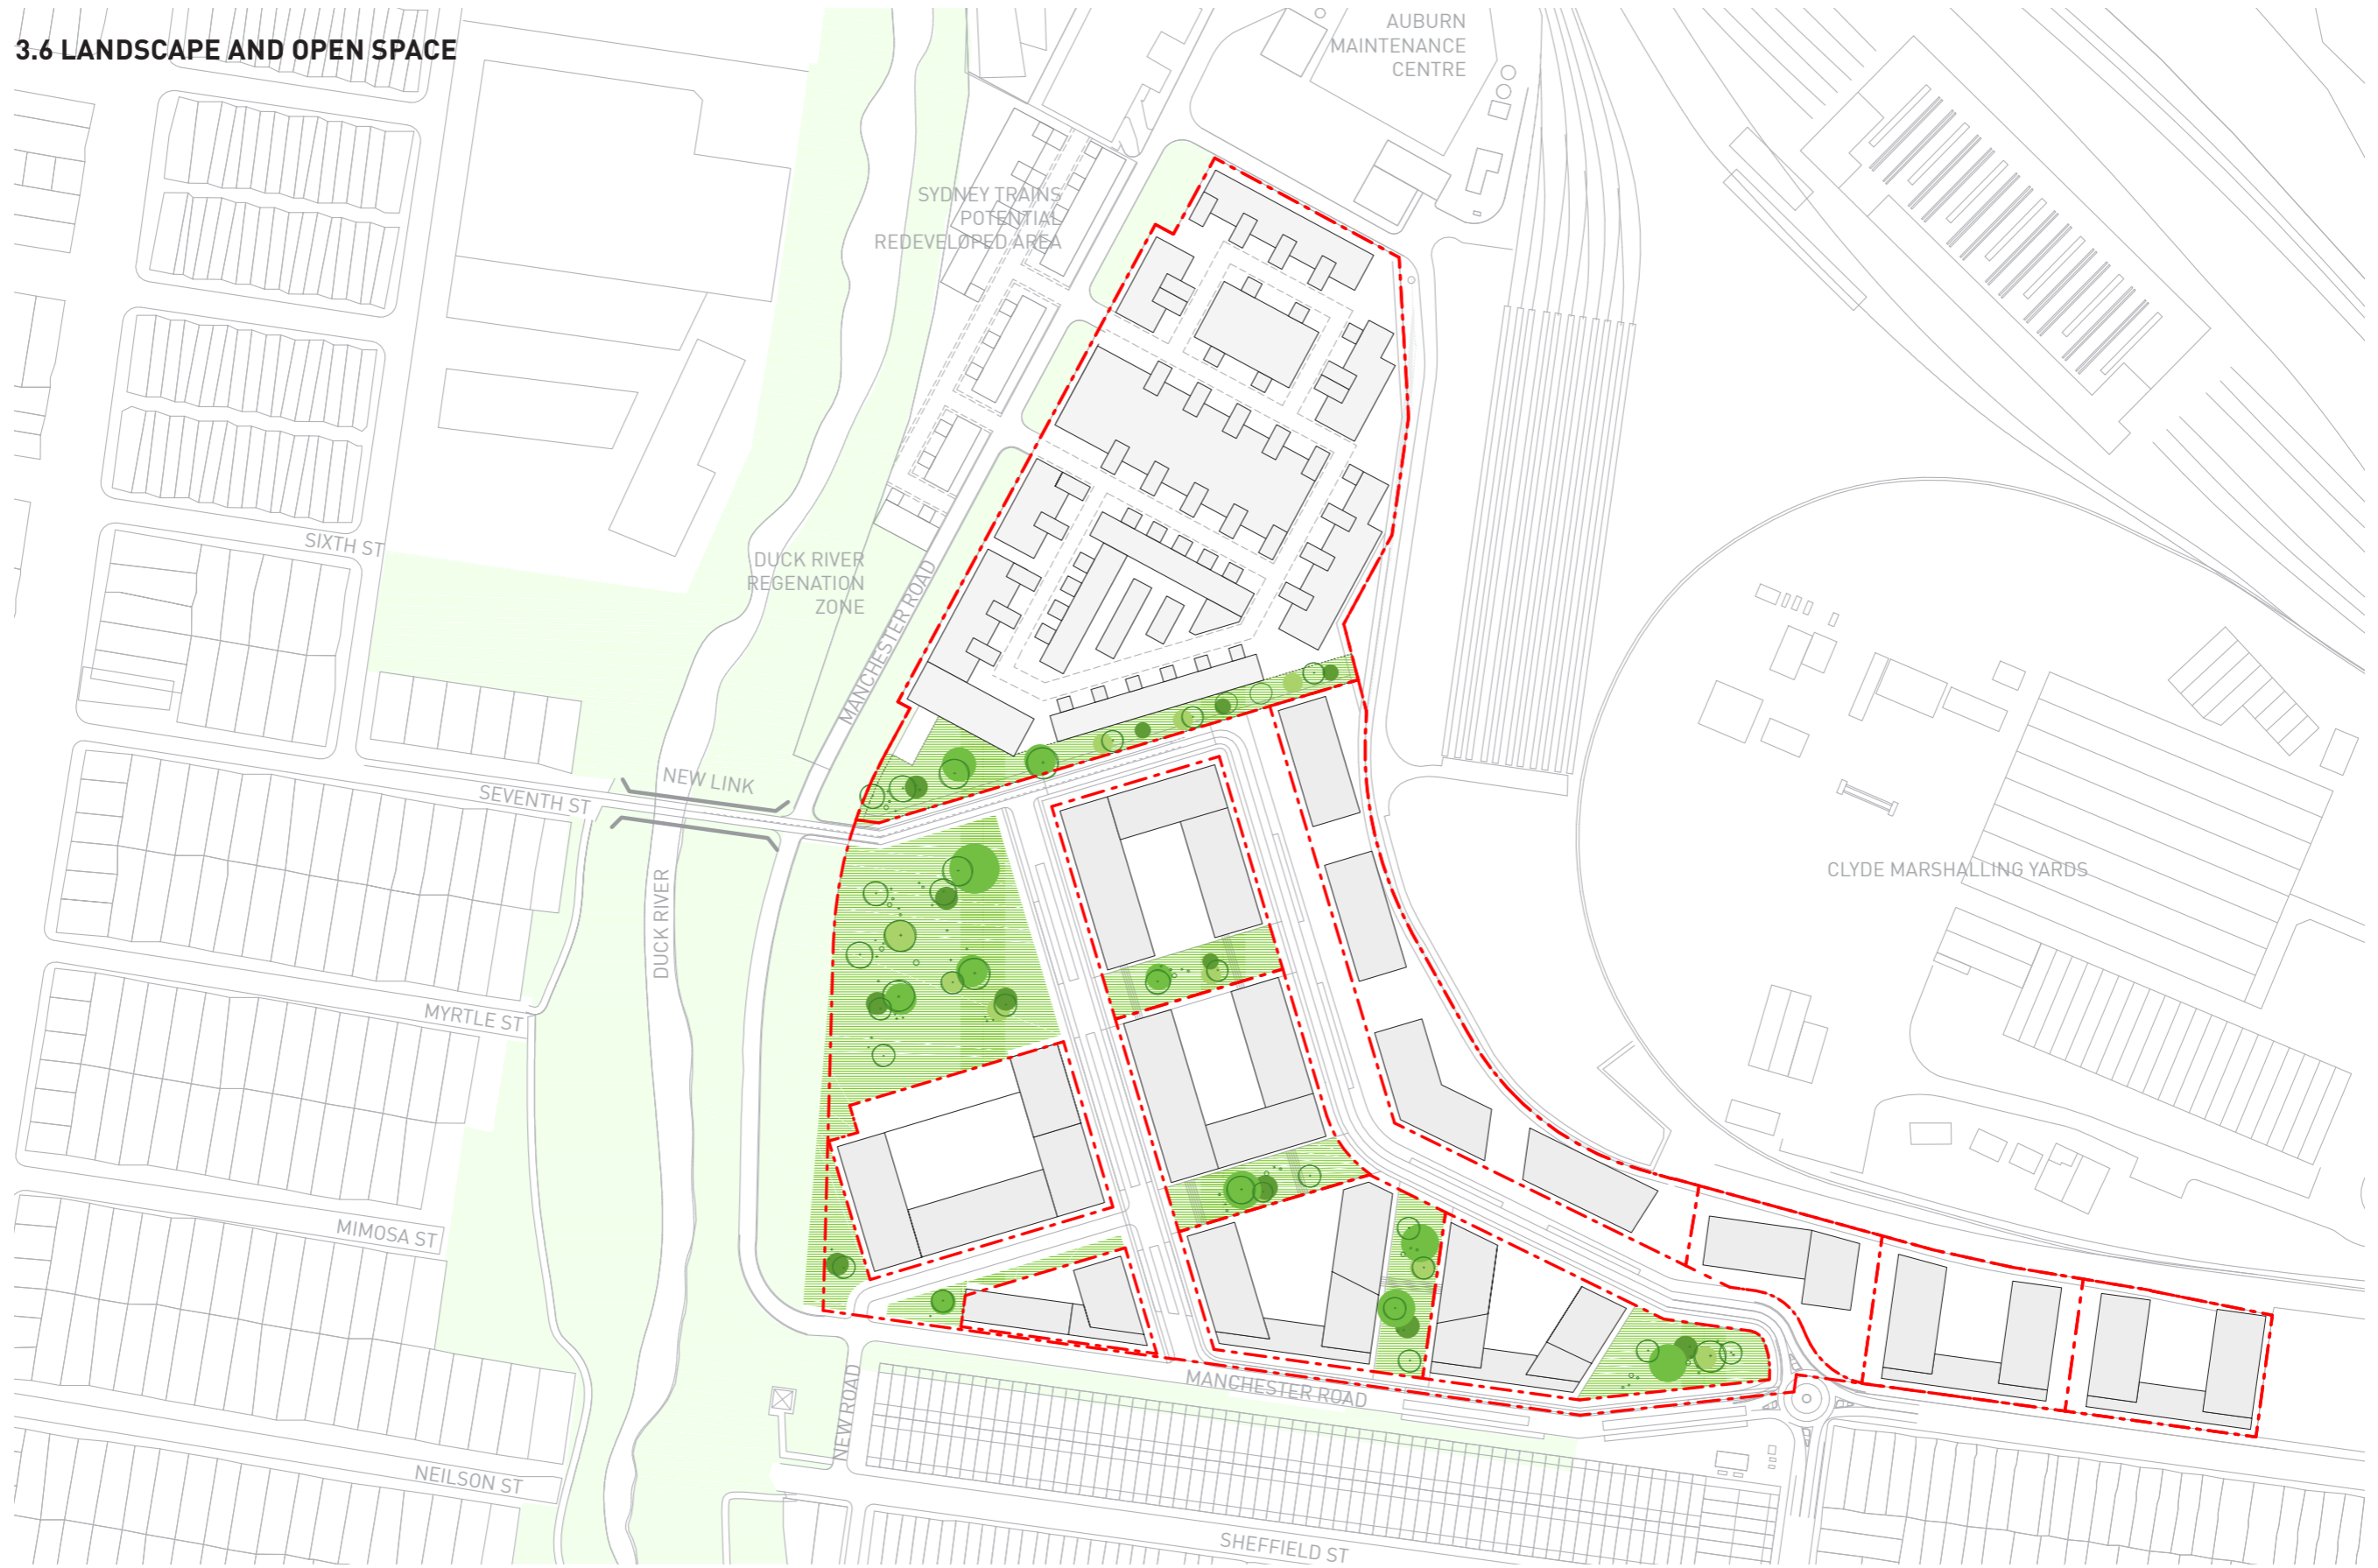 3.6 LANDSCAPE AND OPEN SPACE
AUBURN
MAINTENANCE
CENTRE
SYDNEY TRAINS
POTENTIAL
REDEVELOPED AREA
SIXTH ST
DUCK RIVER
REGENATION
ZONE
MANCHESTER ROAD
NEW LINK
SEVENTH ST
CLYDE MARSHALLING YARDS
DUCK RIVER
MYRTLE ST
MIMOSA ST
MANCHESTER ROAD
NEW ROAD
NEILSON ST
SHEFFIELD ST